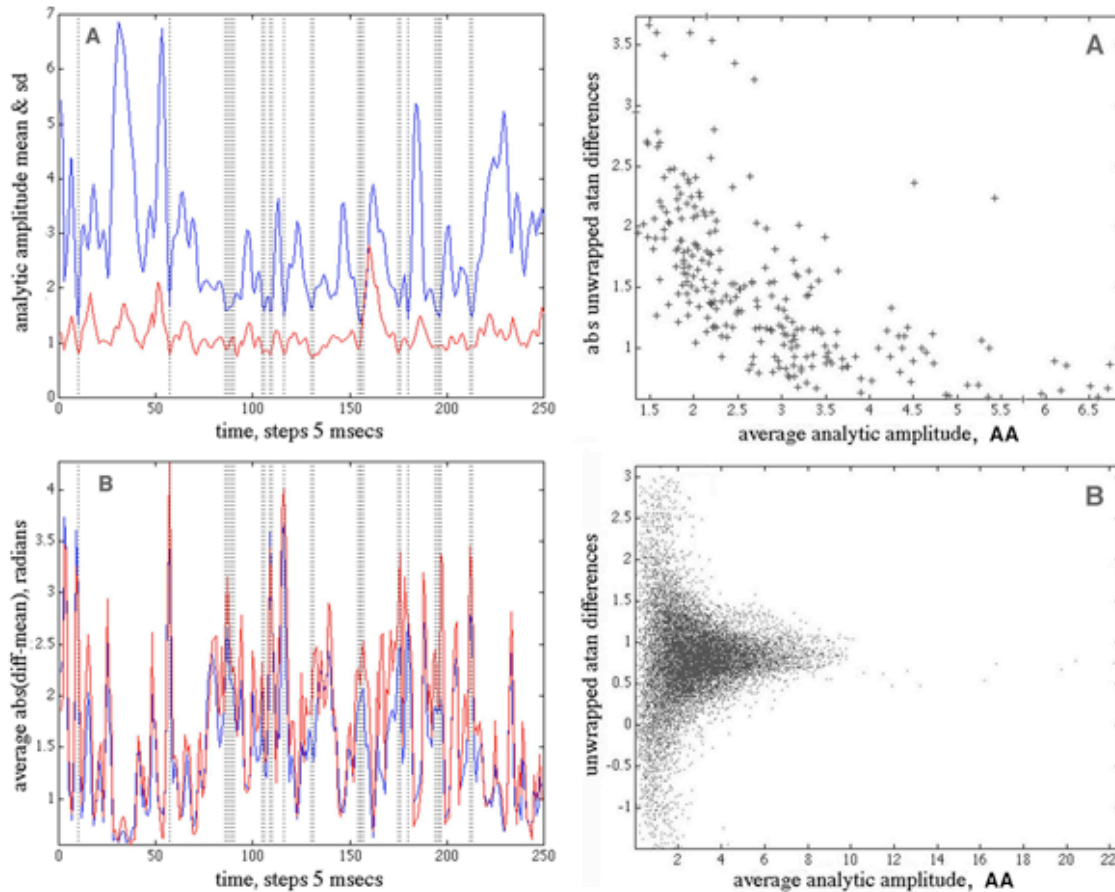 A
7
6
5
4
3
2
1
0
0 50 100 150 200 250
analytic amplitude mean & sd
time, steps 5 msecs
A
3.5
3
2.5
2
1.5
1
1.5 2 2.5 3 3.5 4 4.5 5 5.5 6 6.5
abs unwrapped atan differences
average analytic amplitude, AA
B
4
3.5
3
2.5
2
1.5
1
0 50 100 150 200 250
average abs(diff-mean), radians
time, steps 5 msecs
B
3
2.5
2
1.5
1
0.5
0
-0.5
-1
2 4 6 8 10 12 14 16 18 20 22
unwrapped atan differences
average analytic amplitude, AA